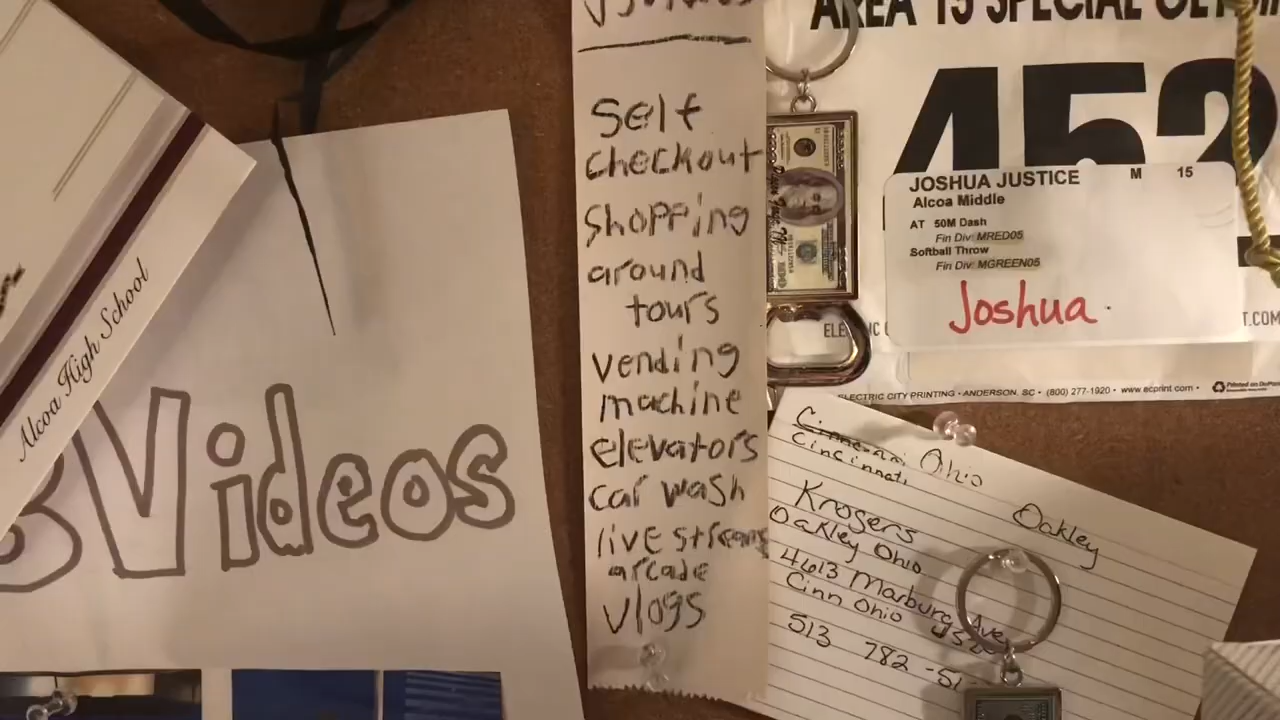 Alcoa High School
Videos
Self
checkout
shopping
around
tours
vending
machine
elevators
car wash
live streams
arcade
vlogs
AREA 15 SPECIAL
452
JOSHUA JUSTICE M 15
Alcoa Middle
AT 50M Dash
Fin Div: MRED05
Softball Throw
Fin Div: MGREEN05
Joshua
T.COM
ELECTRIC CITY PRINTING • ANDERSON, SC • (800) 277-1920 • www.ecprint.com •
Printed on
Ohio
Cincinnati
Oakley
Krogers
Oakley Ohio
4613 Marburg Ave
Cinn Ohio
513 782